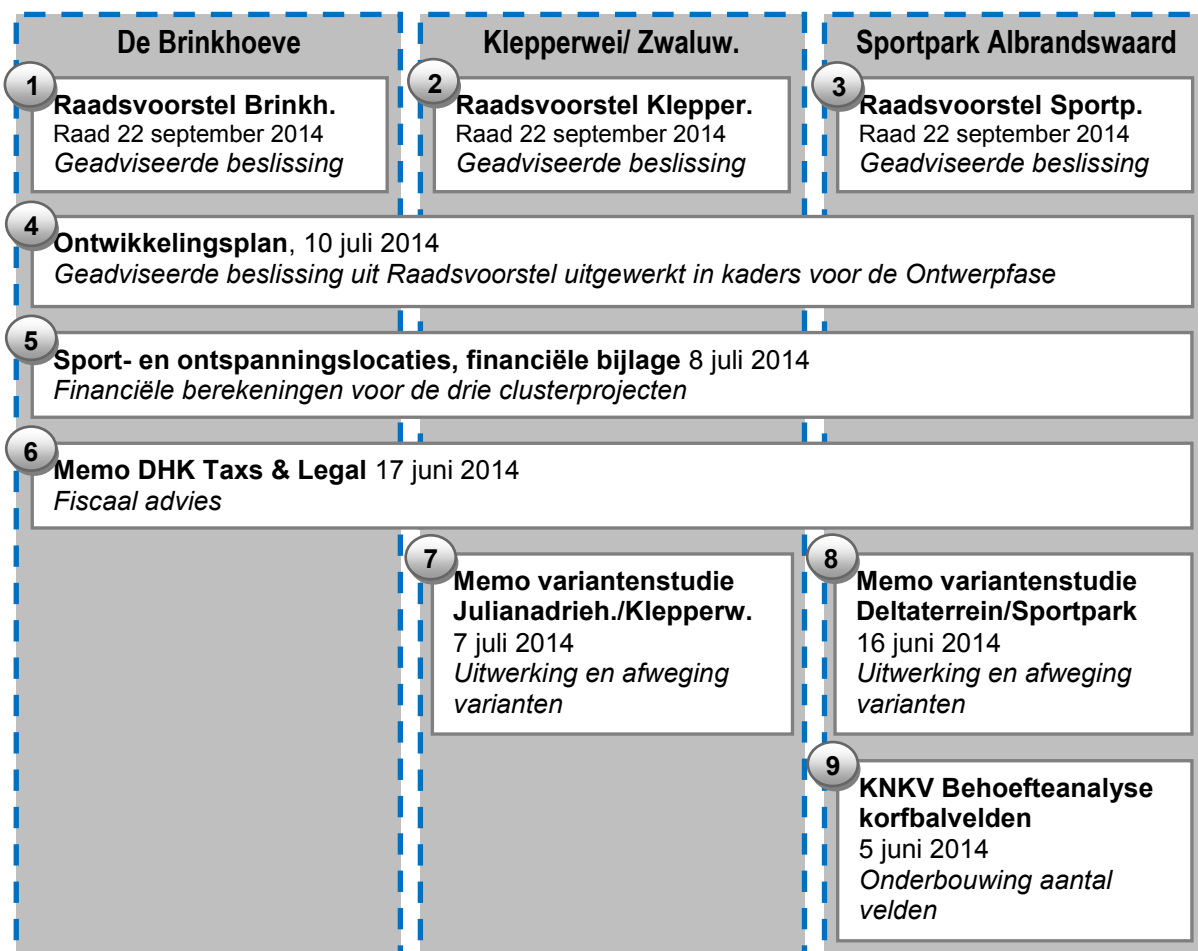 De Brinkhoeve
Klepperwei/ Zwaluw.
Sportpark Albrandswaard
1
Raadsvoorstel Brinkh.
Raad 22 september 2014
Geadviseerde beslissing
2
Raadsvoorstel Klepper.
Raad 22 september 2014
Geadviseerde beslissing
3
Raadsvoorstel Sportp.
Raad 22 september 2014
Geadviseerde beslissing
4
Ontwikkelingsplan, 10 juli 2014
Geadviseerde beslissing uit Raadsvoorstel uitgewerkt in kaders voor de Ontwerpfase
5
Sport- en ontspanningslocaties, financiële bijlage 8 juli 2014
Financiële berekeningen voor de drie clusterprojecten
6
Memo DHK Taxs & Legal 17 juni 2014
Fiscaal advies
7
Memo variantenstudie
Julianadrieh./Klepperw.
7 juli 2014
Uitwerking en afweging
varianten
8
Memo variantenstudie
Deltaterrein/Sportpark
16 juni 2014
Uitwerking en afweging
varianten
9
KNKV Behoefteanalyse
korfbalvelden
5 juni 2014
Onderbouwing aantal
velden